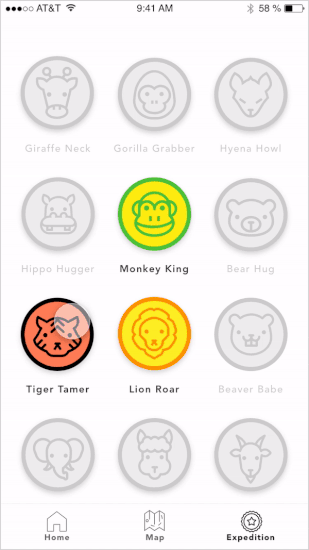 AT&T 9:41 AM 58 %
Giraffe Neck Gorilla Grabber Hyena Howl
Hippo Hugger Monkey King Bear Hug
Tiger Tamer Lion Roar Beaver Babe
Home Map Expedition